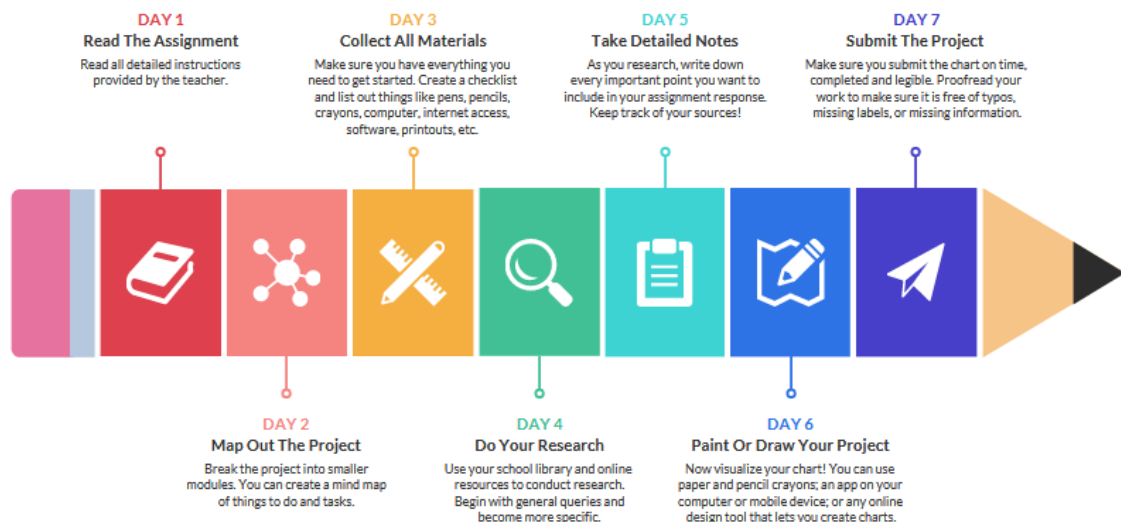 DAY 1
Read The Assignment
Read all detailed instructions
provided by the teacher.
DAY 2
Map Out The Project
Break the project into smaller
modules. You can create a mind map
of things to do and tasks.
DAY 3
Collect All Materials
Make sure you have everything you
need to get started. Create a checklist
and list out things like pens, pencils,
crayons, computer, internet access,
software, printouts, etc.
DAY 4
Do Your Research
Use your school library and online
resources to conduct research.
Begin with general queries and
become more specific.
DAY 5
Take Detailed Notes
As you research, write down
every important point you want to
include in your assignment response.
Keep track of your sources!
DAY 6
Paint Or Draw Your Project
Now visualize your chart! You can use
paper and pencil crayons; an app on your
computer or mobile device; or any online
design tool that lets you create charts.
DAY 7
Submit The Project
Make sure you submit the chart on time,
completed and legible. Proofread your
work to make sure it is free of typos,
missing labels, or missing information.